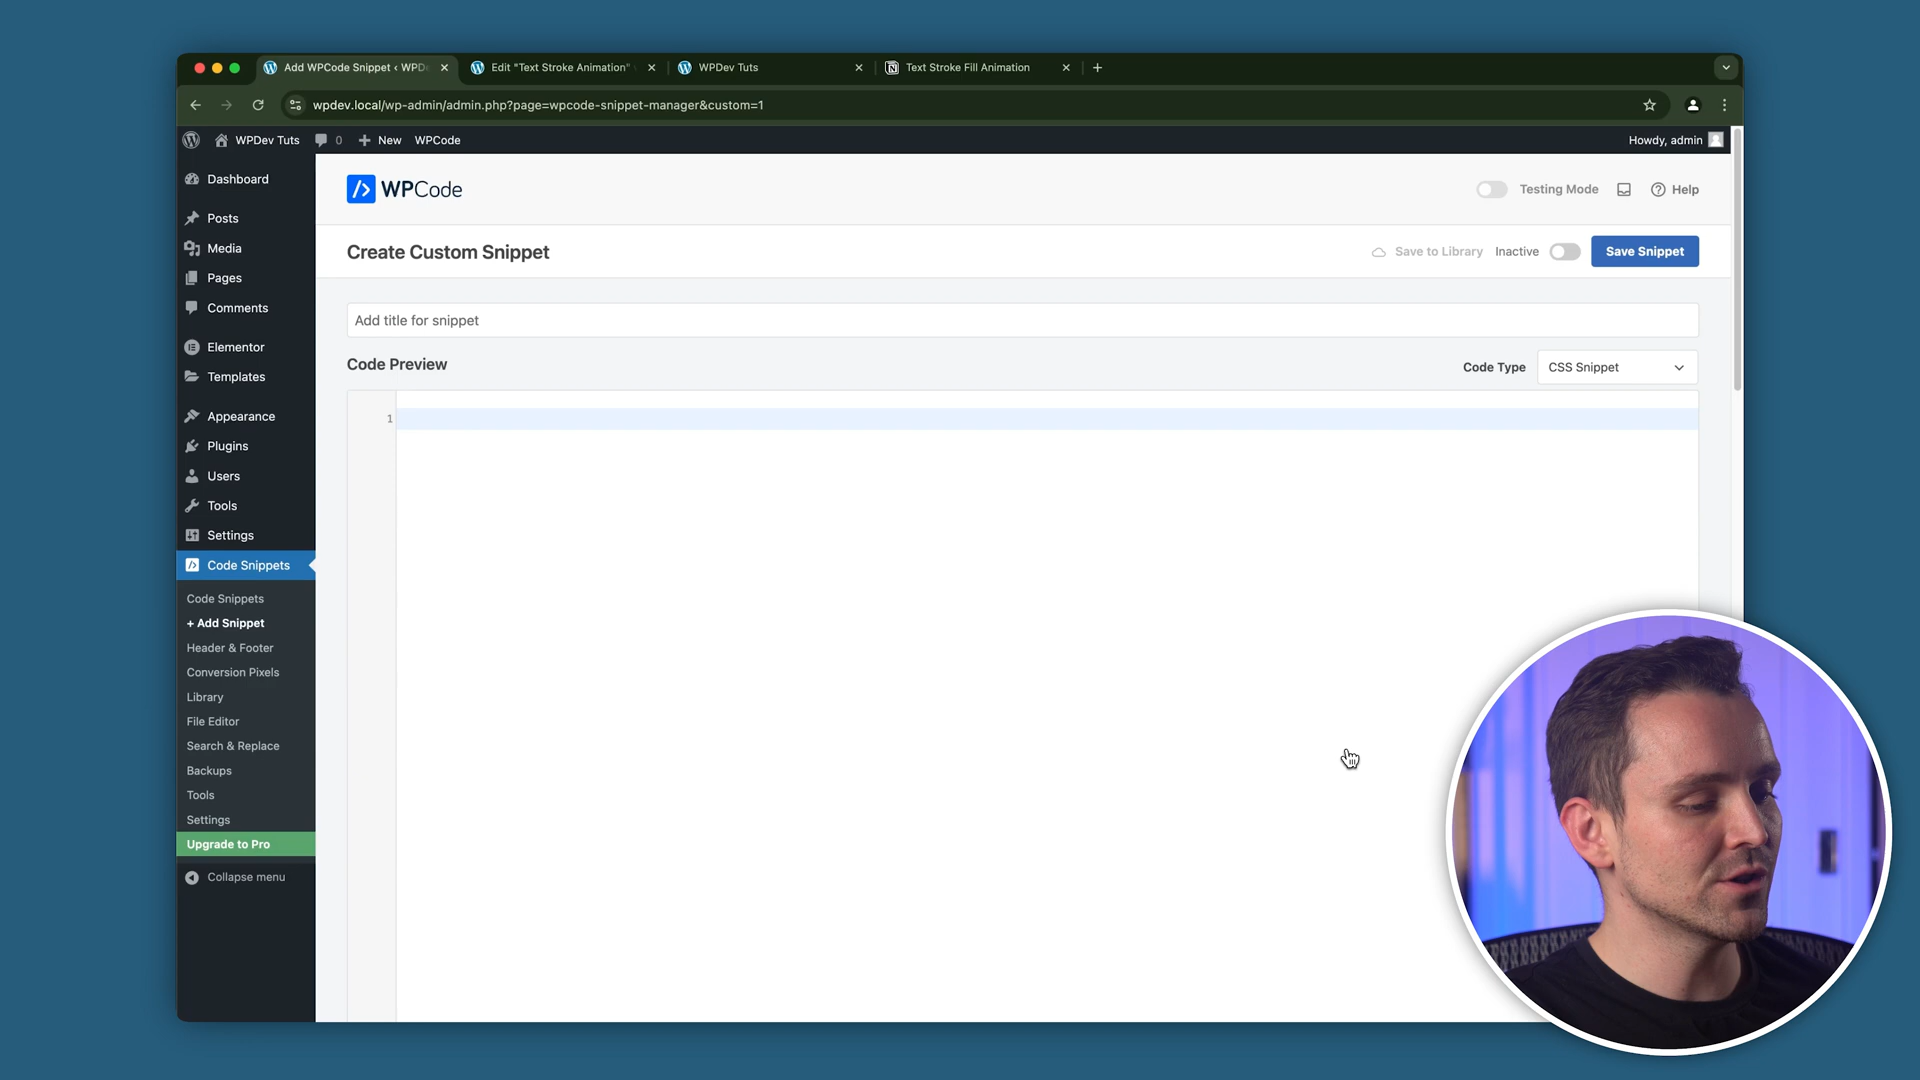 Add WPCode Snippet ‹ WPD
Edit "Text Stroke Animation"
WPDev Tuts
Text Stroke Fill Animation
wpdev.local/wp-admin/admin.php?page=wpcode-snippet-manager&custom=1
WPDev Tuts
0
New
WPCode
Howdy, admin
Dashboard
Posts
Media
Pages
Comments
Elementor
Templates
Appearance
Plugins
Users
Tools
Settings
Code Snippets
Code Snippets
+ Add Snippet
Header & Footer
Conversion Pixels
Library
File Editor
Search & Replace
Backups
Tools
Settings
Upgrade to Pro
Collapse menu
WPCode
Testing Mode
Help
Create Custom Snippet
Save to Library
Inactive
Save Snippet
Add title for snippet
Code Preview
Code Type
CSS Snippet
1